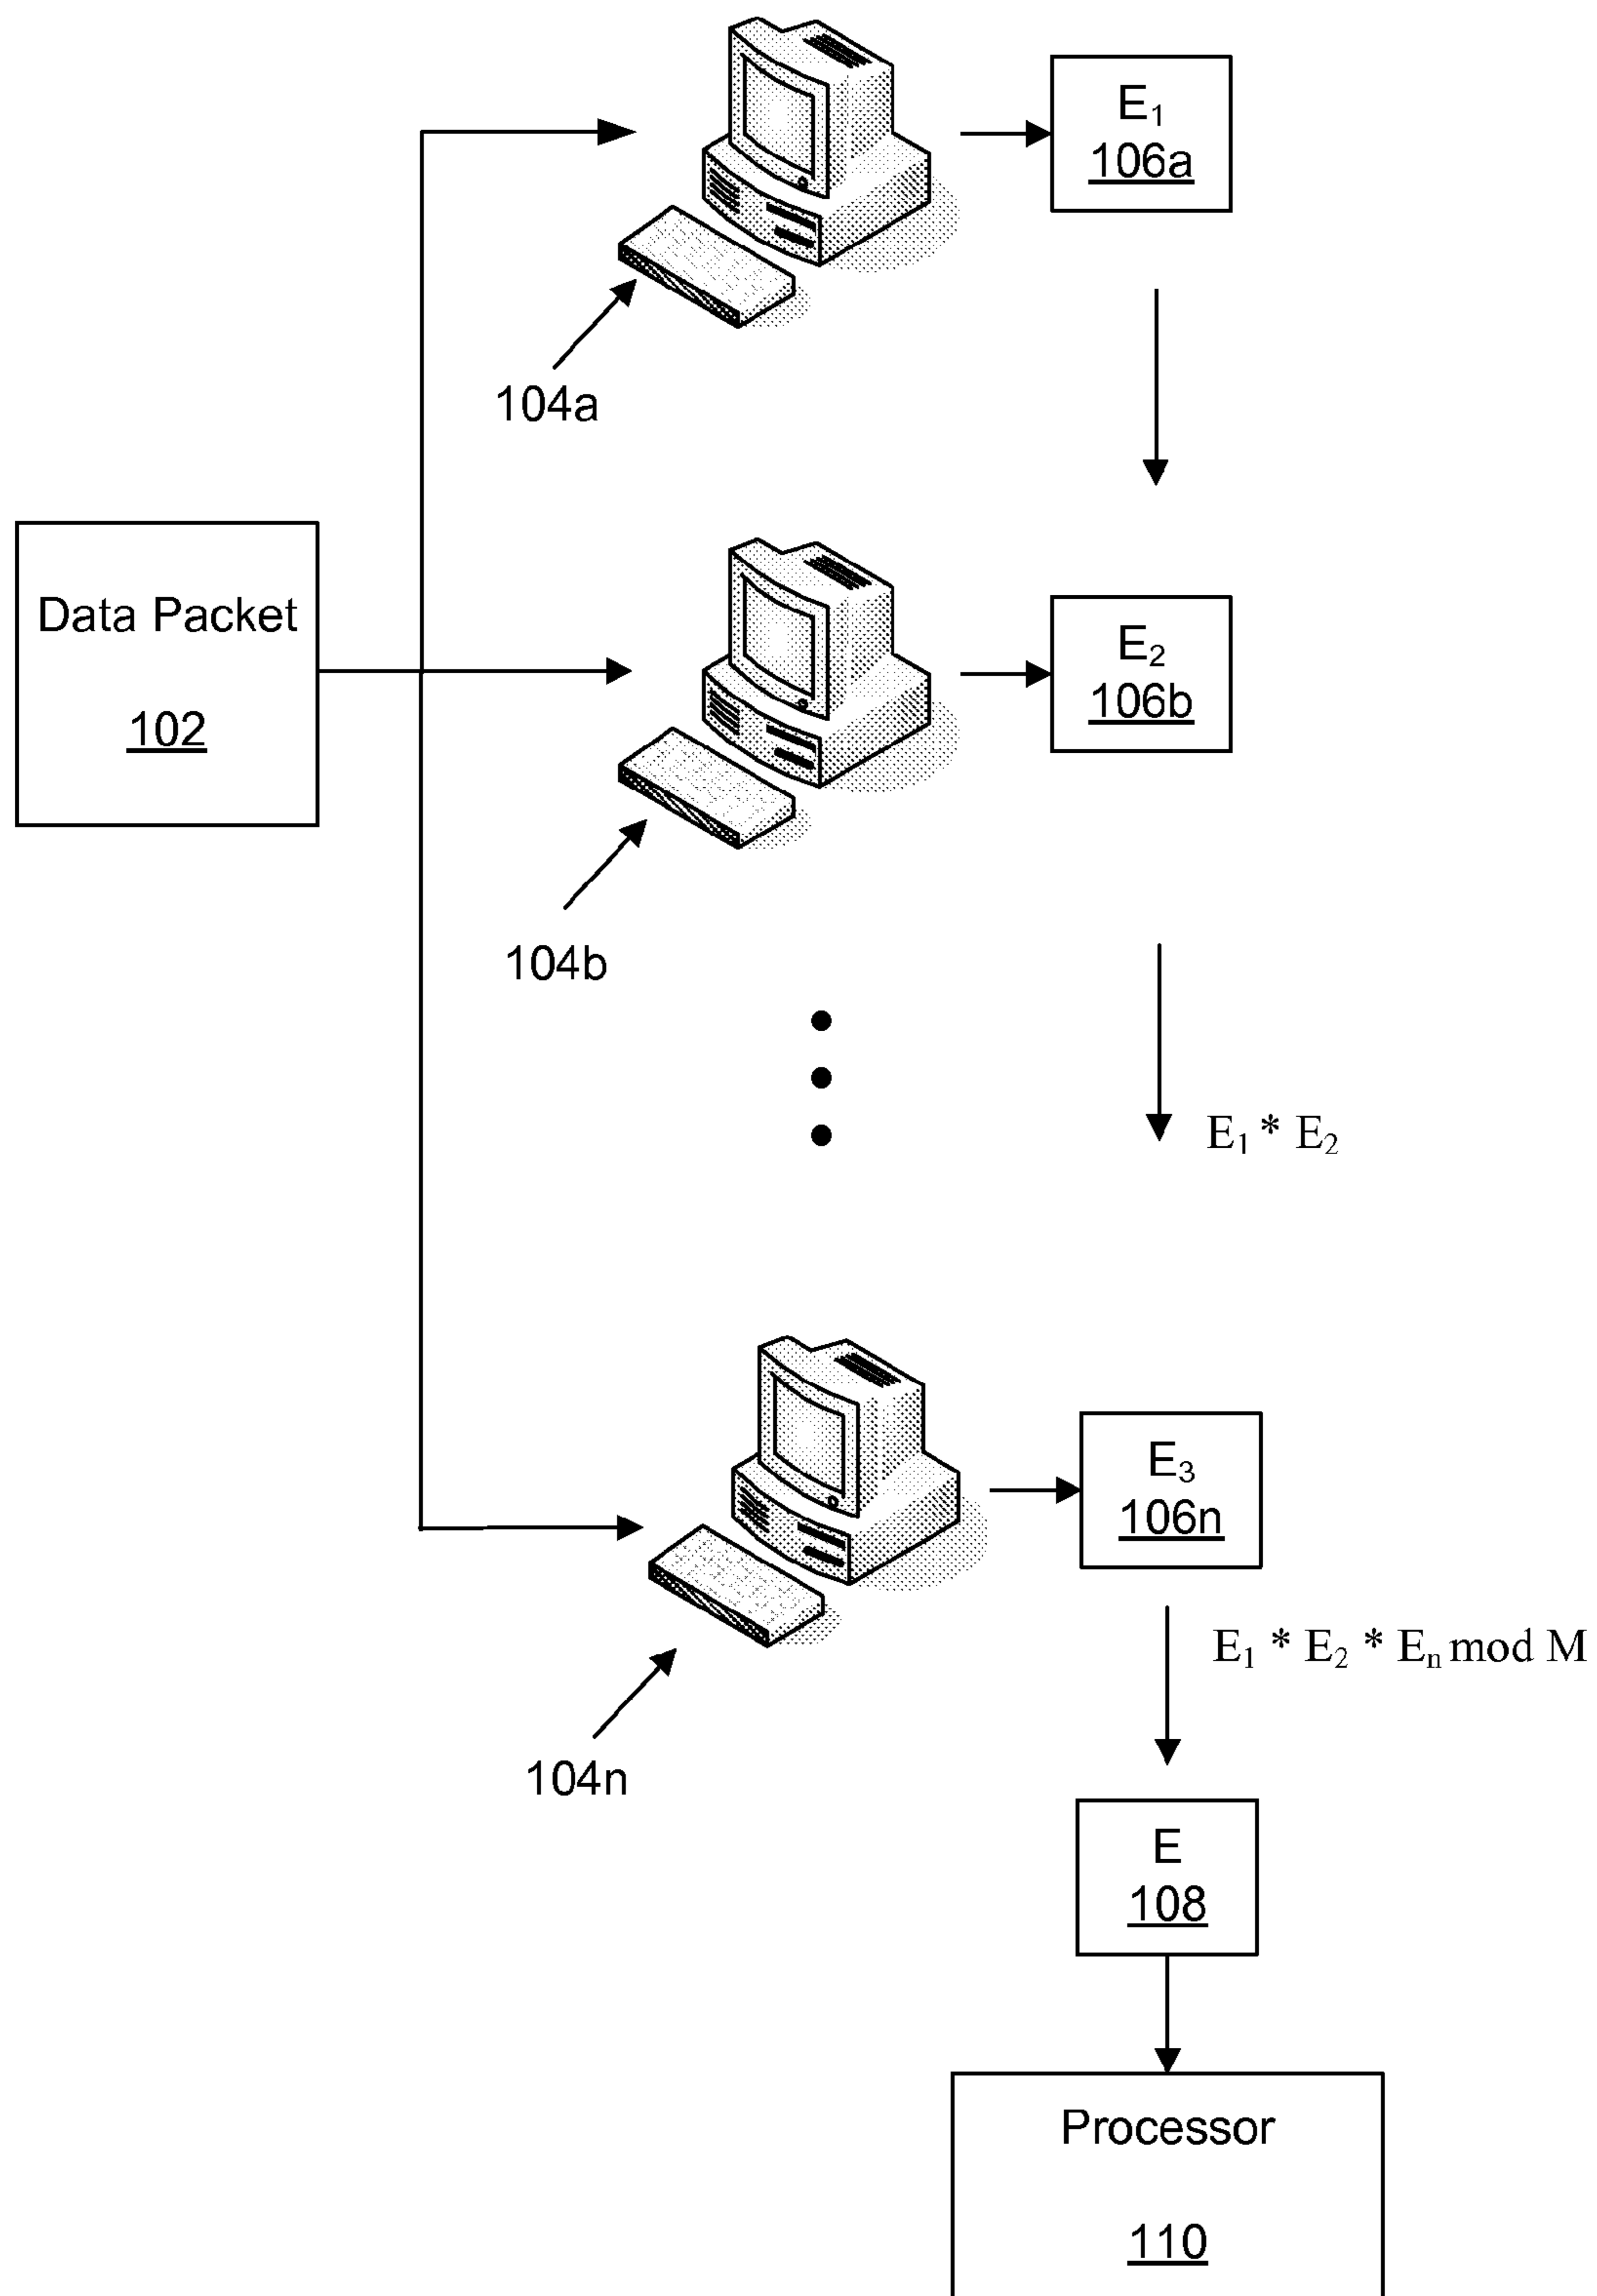 E₁
106a
104a
Data Packet
102
E₂
106b
104b
E₁ * E₂
E₃
106n
E₁ * E₂ * Eₙ mod M
104n
E
108
Processor
110